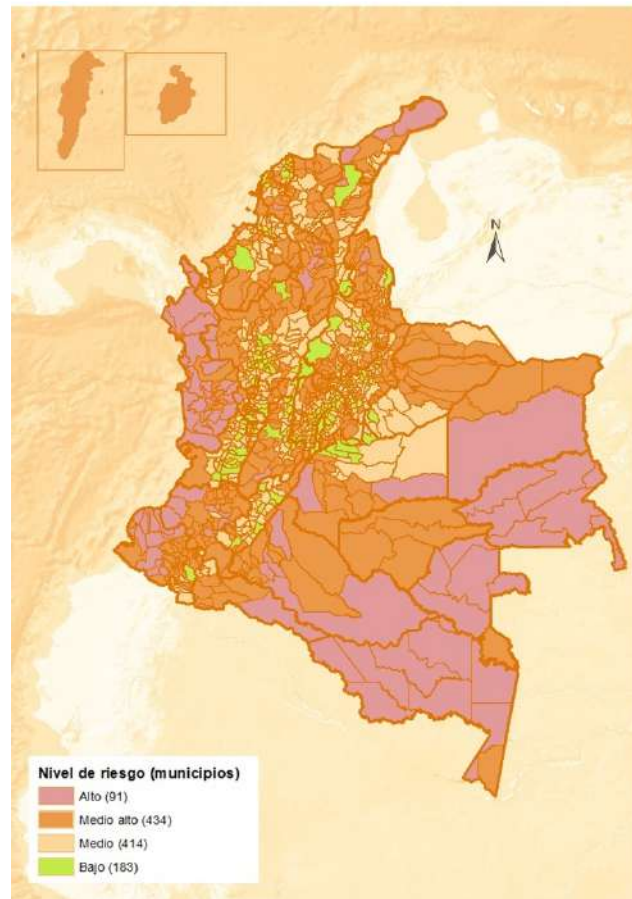 N
Nivel de riesgo (municipios)
Alto (91)
Medio alto (434)
Medio (414)
Bajo (183)